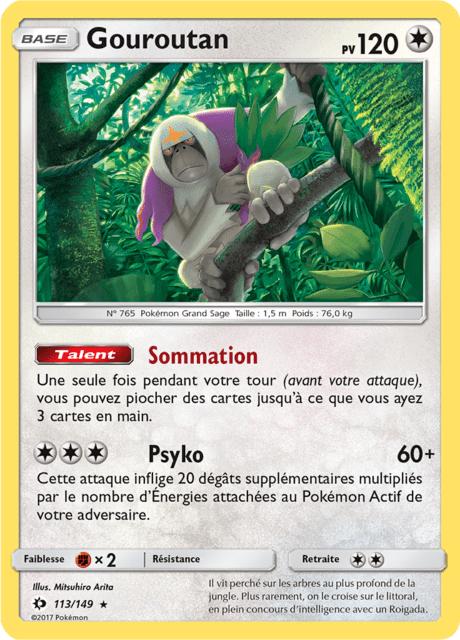 BASE Gouroutan PV 120
N° 765 Pokémon Grand Sage Taille : 1,5 m Poids : 76,0 kg
Talent Sommation
Une seule fois pendant votre tour (avant votre attaque),
vous pouvez piocher des cartes jusqu'à ce que vous ayez
3 cartes en main.
Psyko 60+
Cette attaque inflige 20 dégâts supplémentaires multipliés
par le nombre d'Énergies attachées au Pokémon Actif de
votre adversaire.
Faiblesse ×2 Résistance Retraite
Illus. Mitsuhiro Arita
113/149 ★
©2017 Pokémon
Il vit perché sur les arbres au plus profond de la
jungle. Plus rarement, on le croise sur le littoral,
en plein concours d'intelligence avec un Roigada.